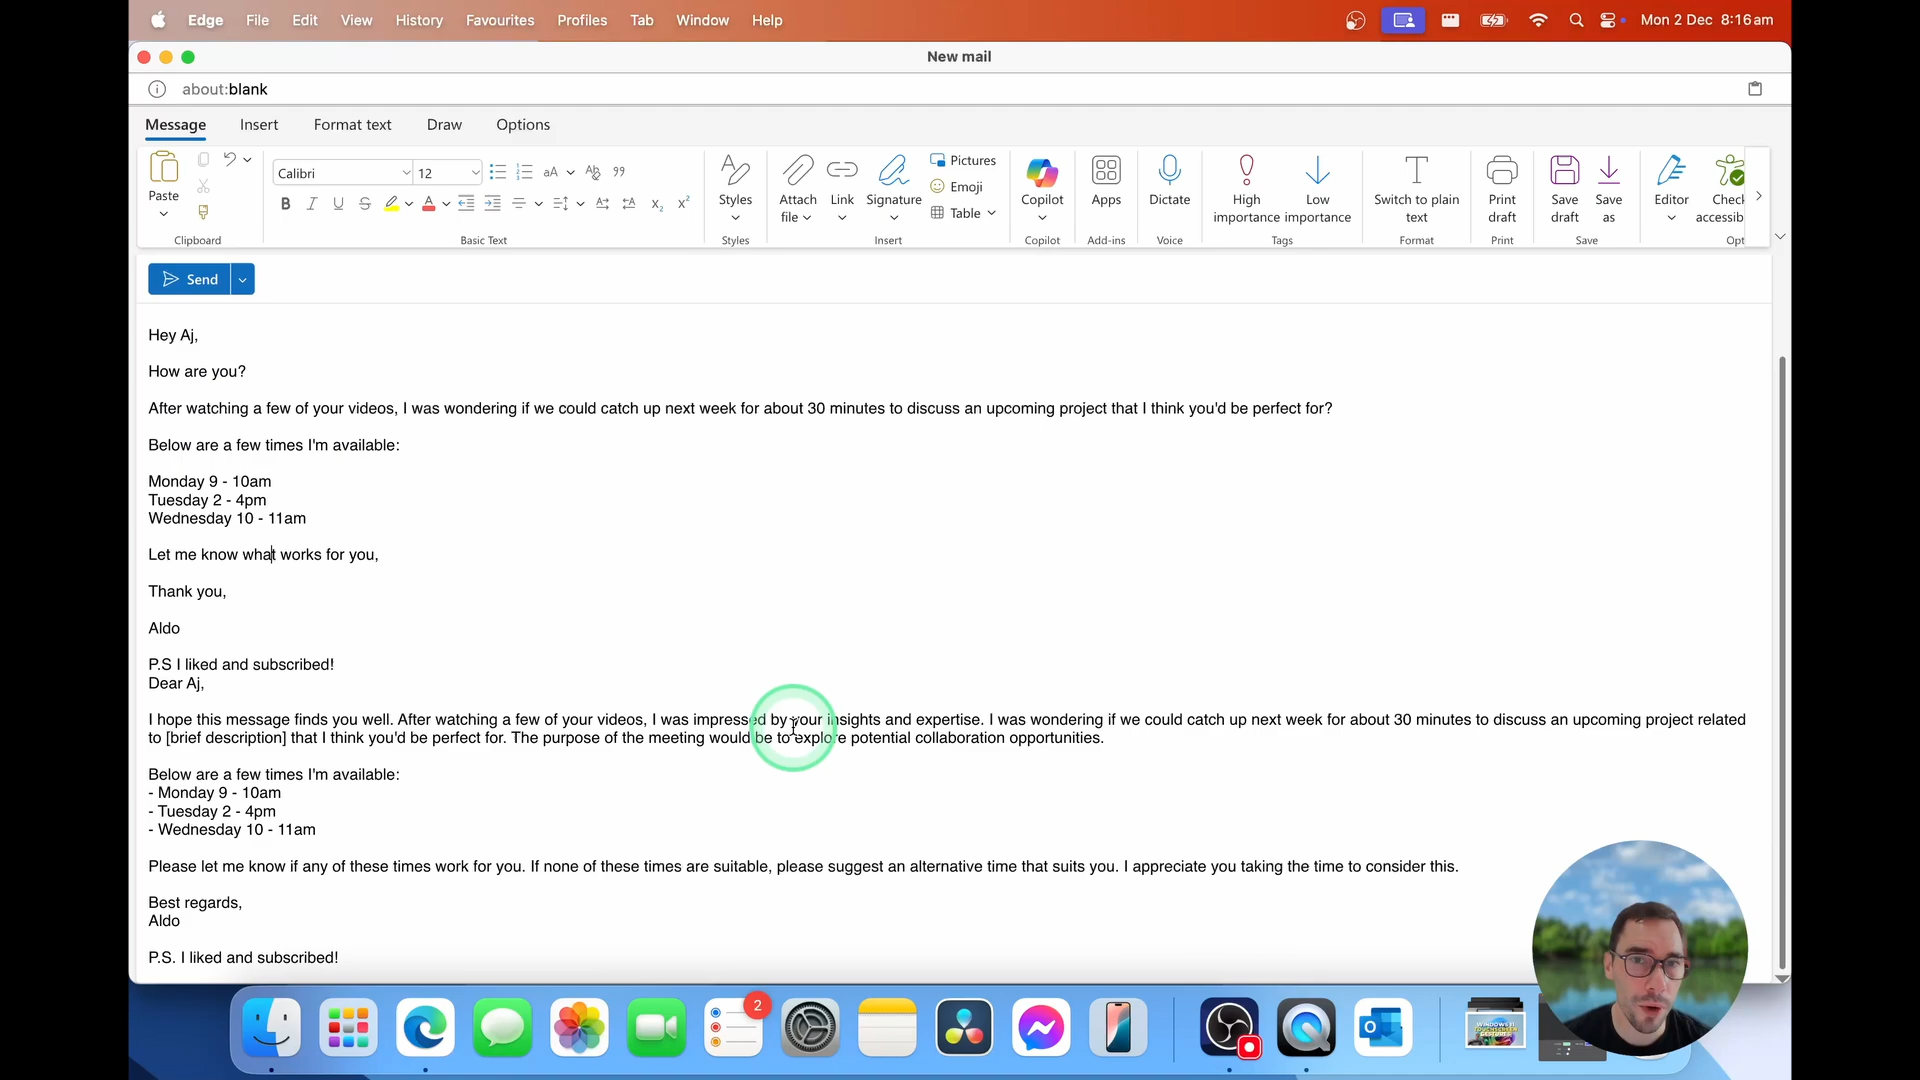 Edge File Edit View History Favourites Profiles Tab Window Help Mon 2 Dec 8:16 am
New mail
about:blank
Message Insert Format text Draw Options
Paste
Calibri 12
Styles
Attach file
Link
Signature
Pictures
Emoji
Table
Copilot
Apps
Dictate
High importance
Low importance
Switch to plain text
Print draft
Save draft
Save as
Editor
Check accessib
Clipboard Basic Text Styles Insert Copilot Add-ins Voice Tags Format Print Save Opt
Send
Hey Aj,
How are you?
After watching a few of your videos, I was wondering if we could catch up next week for about 30 minutes to discuss an upcoming project that I think you'd be perfect for?
Below are a few times I'm available:
Monday 9 - 10am
Tuesday 2 - 4pm
Wednesday 10 - 11am
Let me know what works for you,
Thank you,
Aldo
P.S I liked and subscribed!
Dear Aj,
I hope this message finds you well. After watching a few of your videos, I was impressed by your insights and expertise. I was wondering if we could catch up next week for about 30 minutes to discuss an upcoming project related
to [brief description] that I think you'd be perfect for. The purpose of the meeting would be to explore potential collaboration opportunities.
Below are a few times I'm available:
- Monday 9 - 10am
- Tuesday 2 - 4pm
- Wednesday 10 - 11am
Please let me know if any of these times work for you. If none of these times are suitable, please suggest an alternative time that suits you. I appreciate you taking the time to consider this.
Best regards,
Aldo
P.S. I liked and subscribed!
2